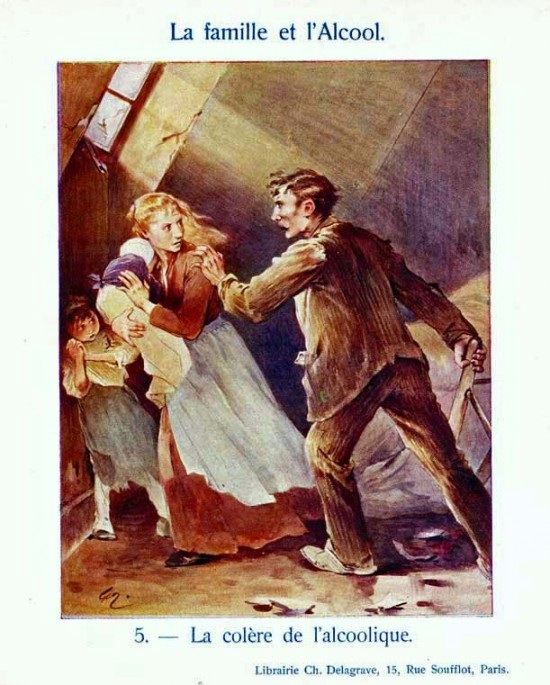 La famille et l'Alcool.
5. — La colère de l'alcoolique.
Librairie Ch. Delagrave, 15, Rue Soufflot, Paris.